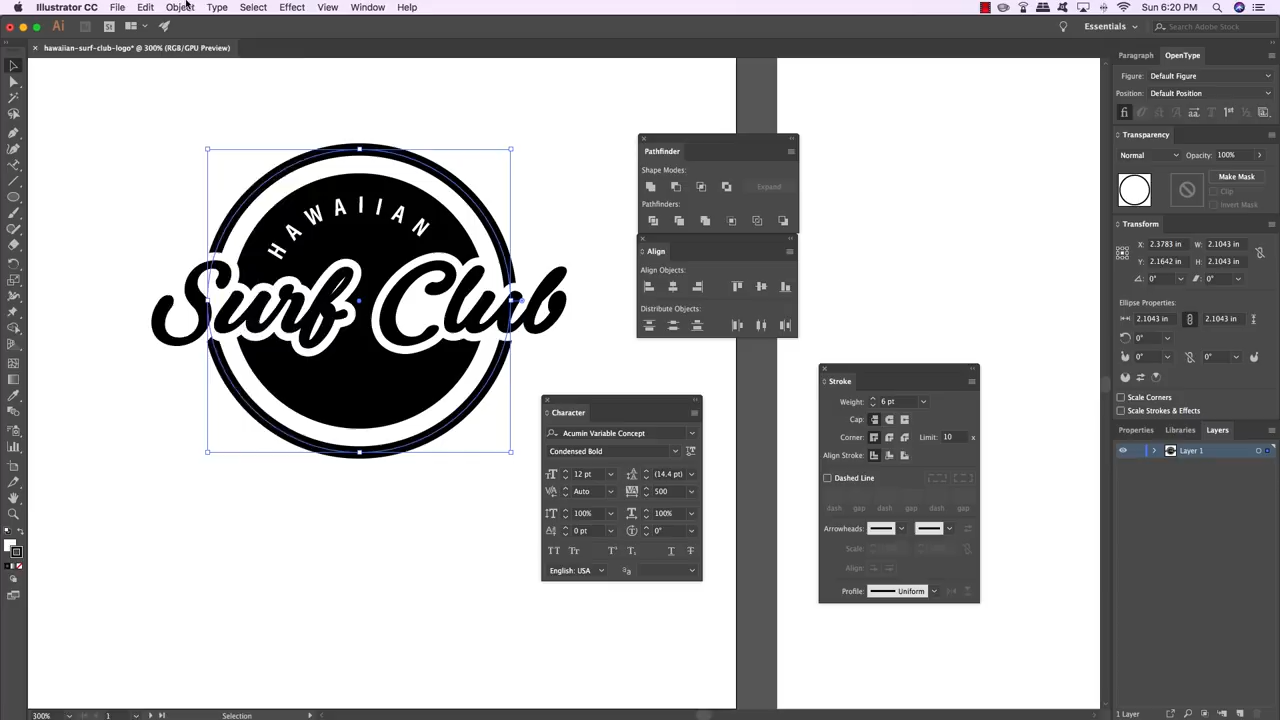 Illustrator CC File Edit Object Type Select Effect View Window Help
Sun 6:20 PM
Ai
Essentials
Search Adobe Stock
hawaiian-surf-club-logo* @ 300% (RGB/GPU Preview)
HAWAIIAN
Surf Club
Pathfinder
Shape Modes:
Expand
Pathfinders:
Align
Align Objects:
Distribute Objects:
Character
Acumin Variable Concept
Condensed Bold
12 pt
(14.4 pt)
Auto
500
100%
100%
0 pt
0°
English: USA
Stroke
Weight: 6 pt
Cap:
Corner:
Limit: 10 x
Align Stroke:
Dashed Line
dash gap dash gap dash gap
Arrowheads:
Scale:
Align:
Profile: Uniform
Paragraph OpenType
Figure: Default Figure
Position: Default Position
Transparency
Normal
Opacity: 100%
Make Mask
Clip
Invert Mask
Transform
X: 2.3783 in W: 2.1043 in
Y: 2.1642 in H: 2.1043 in
0° 0°
Ellipse Properties:
2.1043 in 2.1043 in
0°
0° 0°
Scale Corners
Scale Strokes & Effects
Properties Libraries Layers
Layer 1
300%
1
Selection
1 Layer